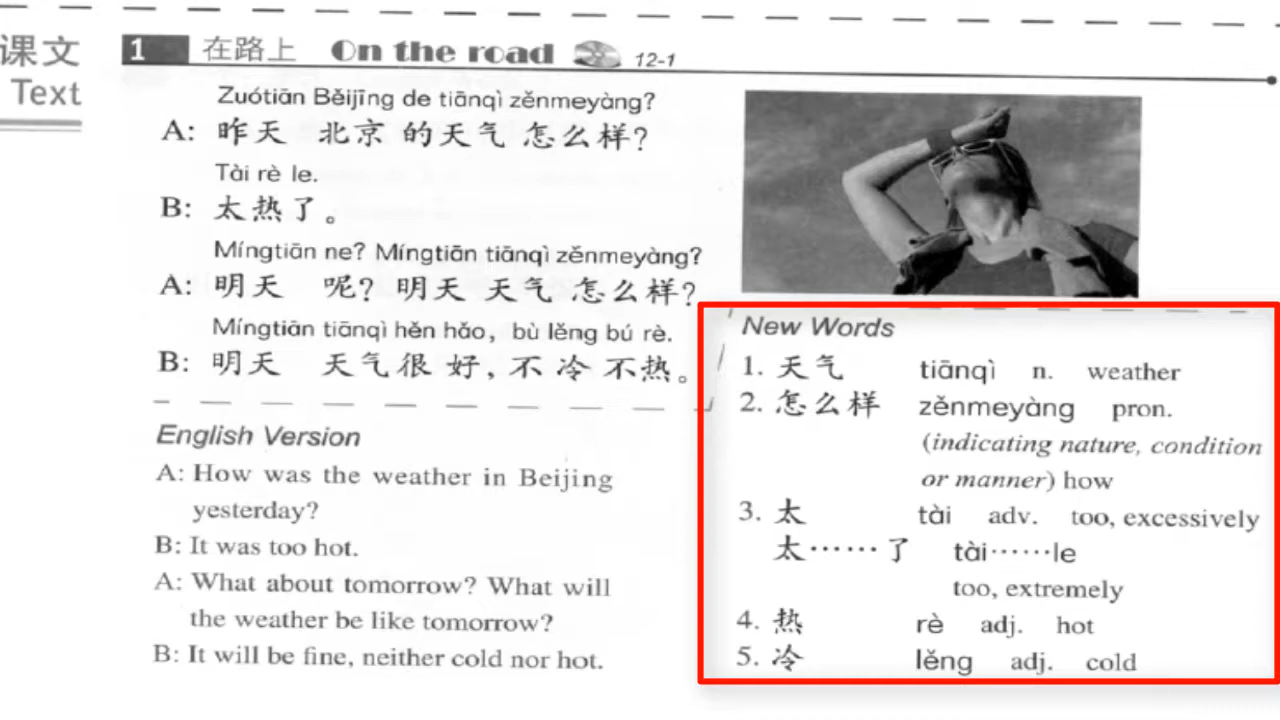 课文
Text
1 在路上 On the road 12-1
Zuótiān Běijīng de tiānqì zěnmeyàng?
A: 昨天 北京 的天气 怎么样?
Tài rè le.
B: 太热了。
Míngtiān ne? Míngtiān tiānqì zěnmeyàng?
A: 明天 呢? 明天 天气 怎么样?
Míngtiān tiānqì hěn hǎo, bù lěng bú rè.
B: 明天 天气很 好, 不 冷 不热。
English Version
A: How was the weather in Beijing
yesterday?
B: It was too hot.
A: What about tomorrow? What will
the weather be like tomorrow?
B: It will be fine, neither cold nor hot.
New Words
1. 天气 tiānqì n. weather
2. 怎么样 zěnmeyàng pron.
(indicating nature, condition
or manner) how
3. 太 tài adv. too, excessively
太……了 tài……le
too, extremely
4. 热 rè adj. hot
5. 冷 lěng adj. cold